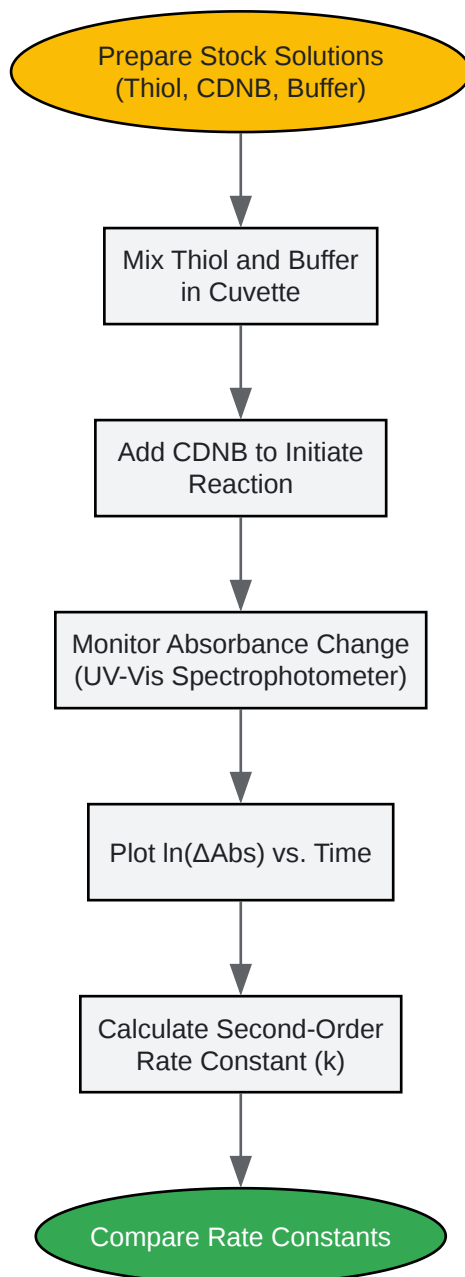 Prepare Stock Solutions
(Thiol, CDNB, Buffer)
Mix Thiol and Buffer
in Cuvette
Add CDNB to Initiate
Reaction
Monitor Absorbance Change
(UV-Vis Spectrophotometer)
Plot ln(ΔAbs) vs. Time
Calculate Second-Order
Rate Constant (k)
Compare Rate Constants